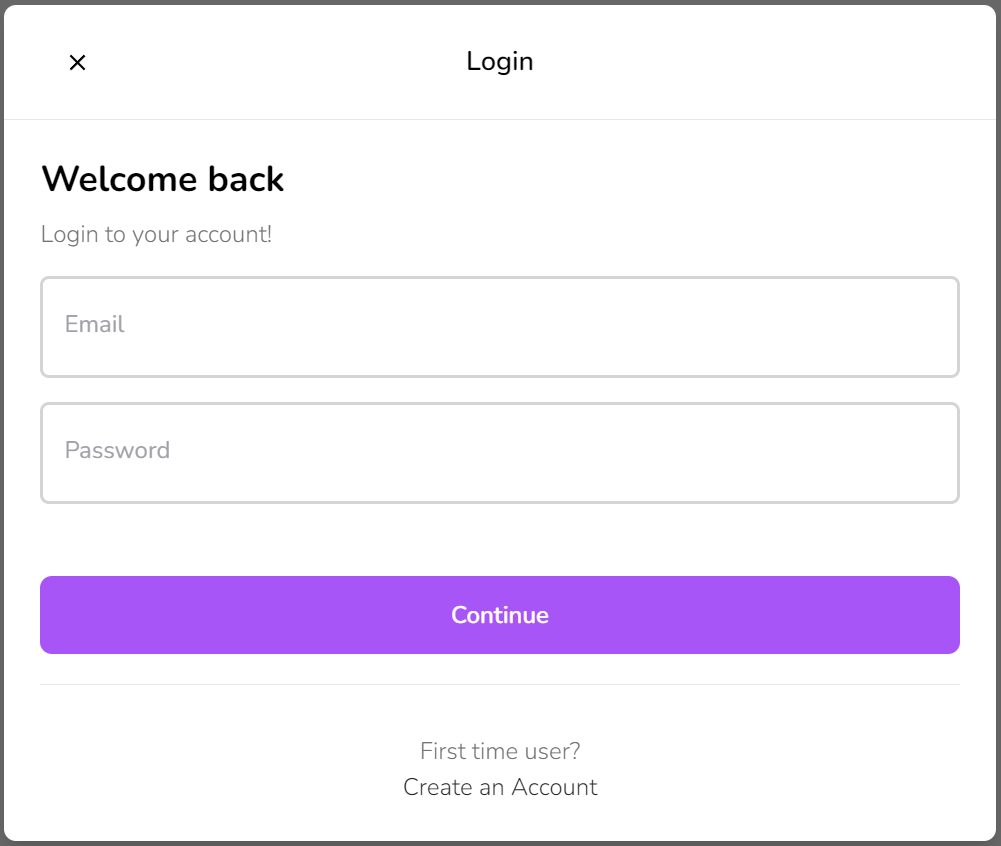 Login
Welcome back
Login to your account!
Email
Password
Continue
First time user?
Create an Account